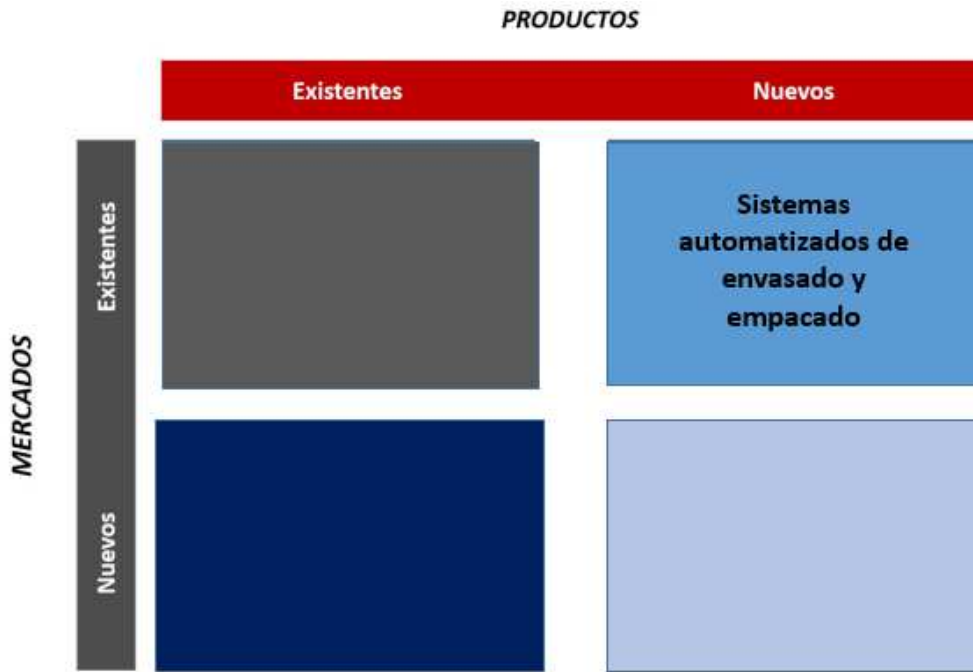 PRODUCTOS
Existentes
Nuevos
MERCADOS
Existentes
Nuevos
Sistemas
automatizados de
envasado y
empacado